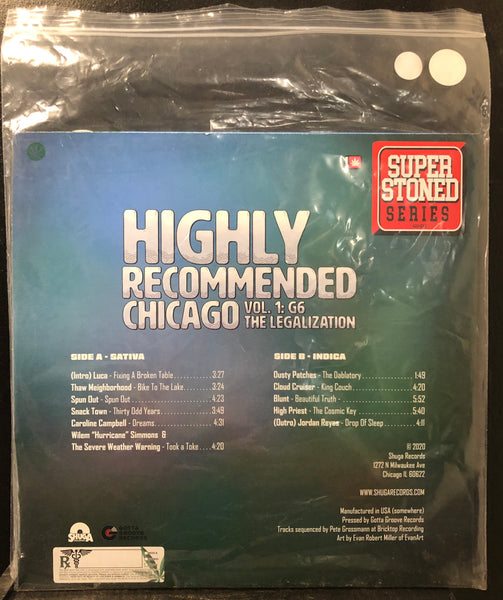 SUPER
STONED
SERIES
HIGHLY
RECOMMENDED
CHICAGO VOL. 1: G6
THE LEGALIZATION
SIDE A - SATIVA
(Intro) Luca - Fixing A Broken Table 3:27
Thaw Neighborhood - Bike To The Lake 3:24
Spun Out - Spun Out 4:23
Snack Town - Thirty Odd Years 3:49
Caroline Campbell - Dreams 4:31
Wilem "Hurricane" Simmons &
The Severe Weather Warning - Took a Toke 4:20
SIDE B - INDICA
Dusty Patches - The Oablatory 1:49
Cloud Cruiser - King Couch 4:20
Blunt - Beautiful Truth 5:52
High Priest - The Cosmic Key 5:40
(Outro) Jordan Reyes - Drop Of Sleep 4:11
℗ 2020
Shuga Records
1272 N Milwaukee Ave
Chicago IL 60622
WWW.SHUGARECORDS.COM
Manufactured in USA (somewhere)
Pressed by Gotta Groove Records
Tracks sequenced by Pete Grossmann at Bricktop Recording
Art by Evan Robert Miller of EvanArt
SHUGA
GOTTA
GROOVE
RECORDS
Rx